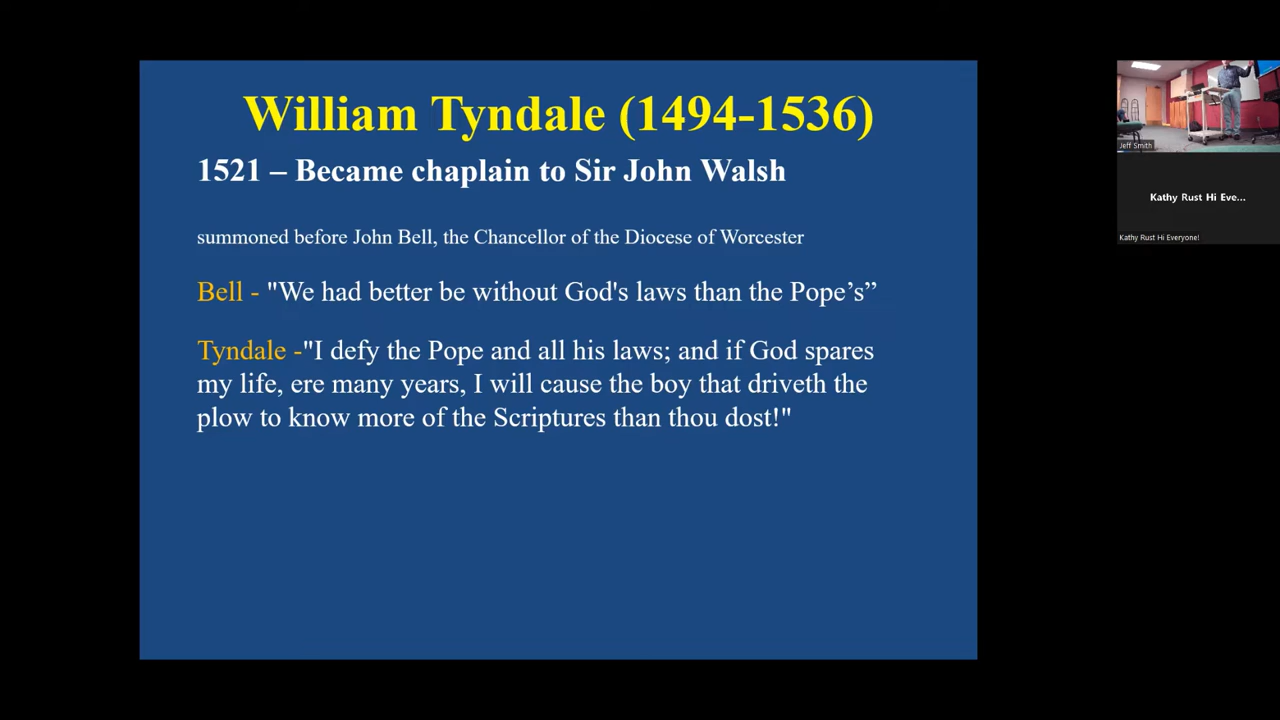 William Tyndale (1494-1536)
1521 – Became chaplain to Sir John Walsh
summoned before John Bell, the Chancellor of the Diocese of Worcester
Bell - "We had better be without God's laws than the Pope’s”
Tyndale -"I defy the Pope and all his laws; and if God spares
my life, ere many years, I will cause the boy that driveth the
plow to know more of the Scriptures than thou dost!"
Jeff Smith
Kathy Rust Hi Eve...
Kathy Rust Hi Everyone!